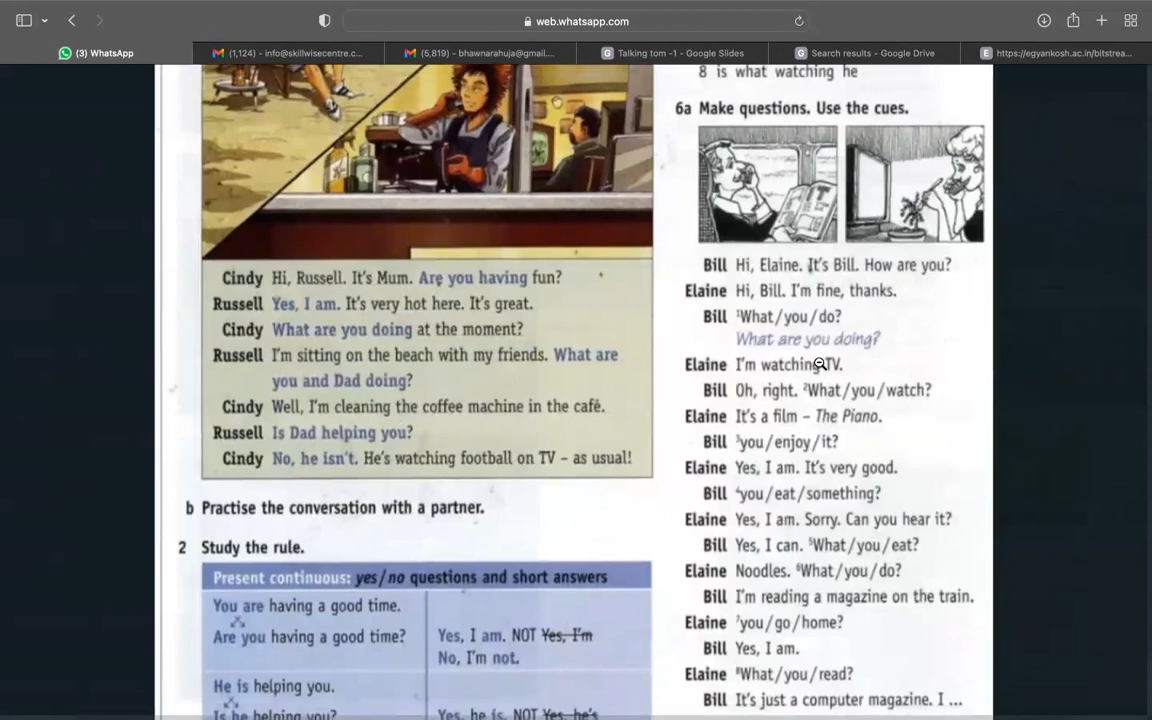 web.whatsapp.com
(3) WhatsApp
(1,124) - info@skillwisecentre.c...
(5,819) - bhawnarahuja@gmail....
Talking tom -1 - Google Slides
Search results - Google Drive
https://egyankosh.ac.in/bitstrea...
Cindy Hi, Russell. It's Mum. Are you having fun?
Russell Yes, I am. It's very hot here. It's great.
Cindy What are you doing at the moment?
Russell I'm sitting on the beach with my friends. What are
you and Dad doing?
Cindy Well, I'm cleaning the coffee machine in the café.
Russell Is Dad helping you?
Cindy No, he isn't. He's watching football on TV – as usual!
b Practise the conversation with a partner.
2 Study the rule.
Present continuous: yes/no questions and short answers
You are having a good time.
Are you having a good time? Yes, I am. NOT Yes, I'm
No, I'm not.
He is helping you.
Is he helping you? Yes, he is. NOT Yes, he's
8 is what watching he
6a Make questions. Use the cues.
Bill Hi, Elaine. It's Bill. How are you?
Elaine Hi, Bill. I'm fine, thanks.
Bill ¹What/you/do?
What are you doing?
Elaine I'm watching TV.
Bill Oh, right. ²What/you/watch?
Elaine It's a film – The Piano.
Bill ³you/enjoy/it?
Elaine Yes, I am. It's very good.
Bill ⁴you/eat/something?
Elaine Yes, I am. Sorry. Can you hear it?
Bill Yes, I can. ⁵What/you/eat?
Elaine Noodles. ⁶What/you/do?
Bill I'm reading a magazine on the train.
Elaine ⁷you/go/home?
Bill Yes, I am.
Elaine ⁸What/you/read?
Bill It's just a computer magazine. I ...